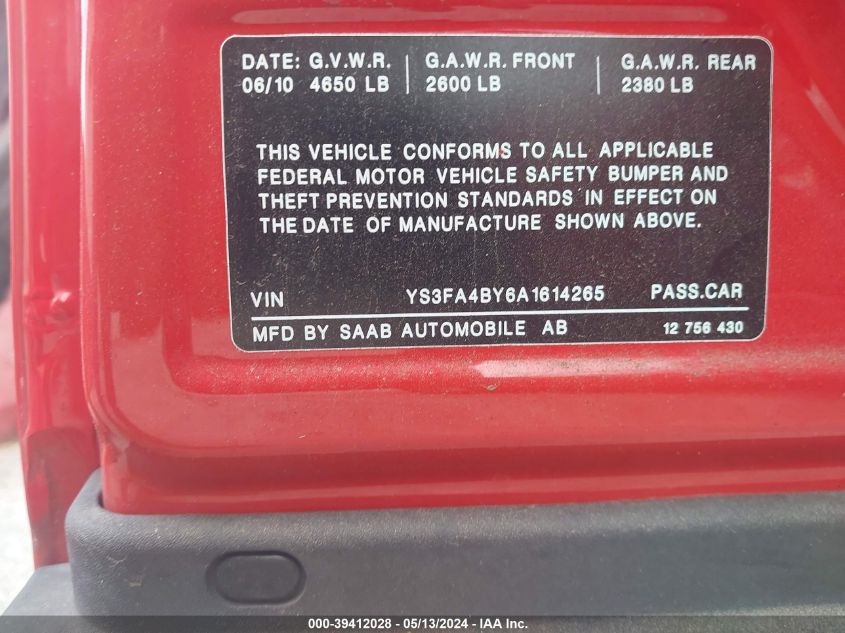 DATE: G.V.W.R. G.A.W.R. FRONT G.A.W.R. REAR
06/10 4650 LB 2600 LB 2380 LB
THIS VEHICLE CONFORMS TO ALL APPLICABLE
FEDERAL MOTOR VEHICLE SAFETY BUMPER AND
THEFT PREVENTION STANDARDS IN EFFECT ON
THE DATE OF MANUFACTURE SHOWN ABOVE.
VIN YS3FA4BY6A1614265 PASS.CAR
MFD BY SAAB AUTOMOBILE AB 12 756 430
000-39412028 - 05/13/2024 - IAA Inc.